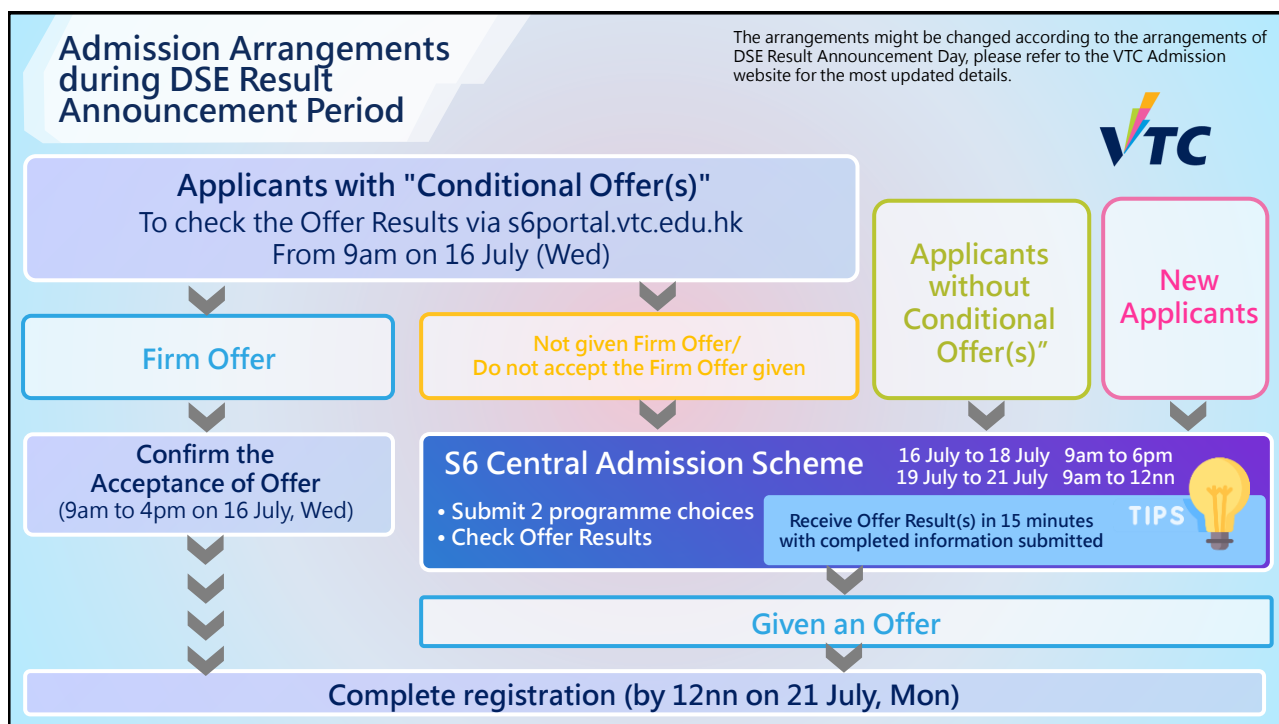 Admission Arrangements
during DSE Result
Announcement Period
The arrangements might be changed according to the arrangements of
DSE Result Announcement Day, please refer to the VTC Admission
website for the most updated details.
VTC
Applicants with "Conditional Offer(s)"
To check the Offer Results via s6portal.vtc.edu.hk
From 9am on 16 July (Wed)
Applicants
without
Conditional
Offer(s)”
New
Applicants
Firm Offer
Not given Firm Offer/
Do not accept the Firm Offer given
Confirm the
Acceptance of Offer
(9am to 4pm on 16 July, Wed)
S6 Central Admission Scheme
16 July to 18 July 9am to 6pm
19 July to 21 July 9am to 12nn
• Submit 2 programme choices
• Check Offer Results
Receive Offer Result(s) in 15 minutes
with completed information submitted
TIPS
Given an Offer
Complete registration (by 12nn on 21 July, Mon)